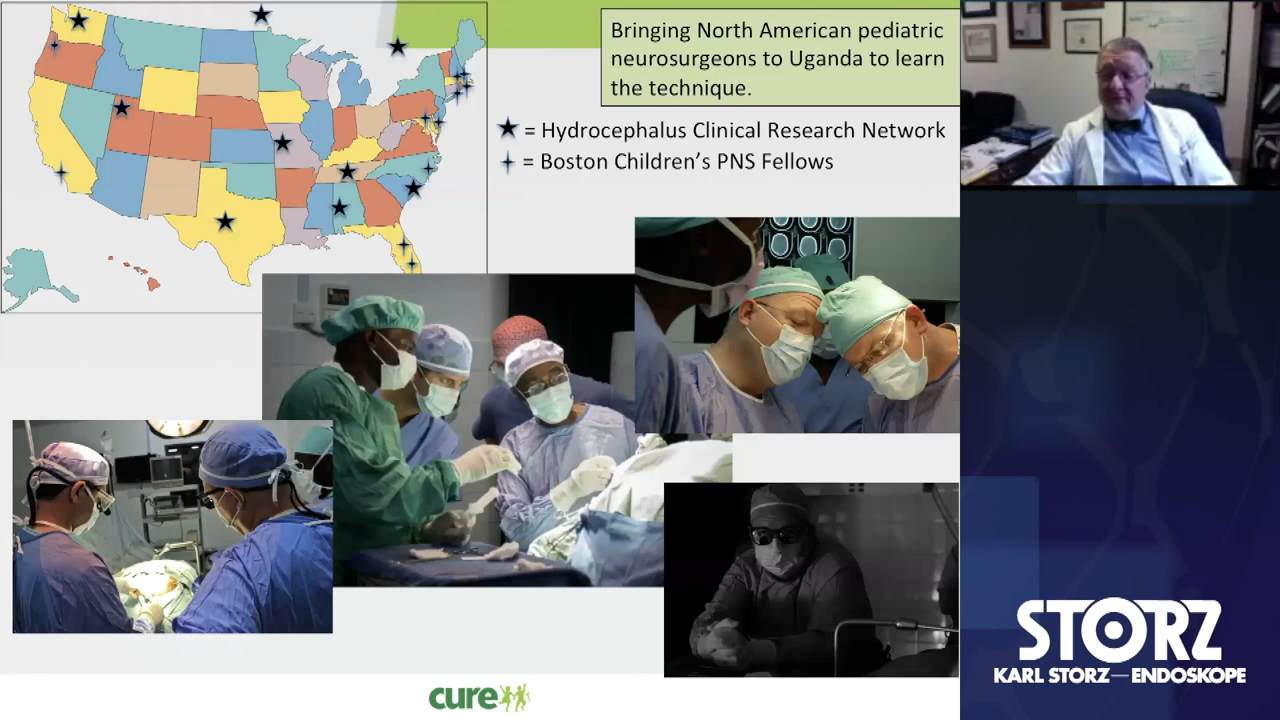 Bringing North American pediatric
neurosurgeons to Uganda to learn
the technique.
= Hydrocephalus Clinical Research Network
= Boston Children's PNS Fellows
cure
STORZ
KARL STORZ—ENDOSKOPE